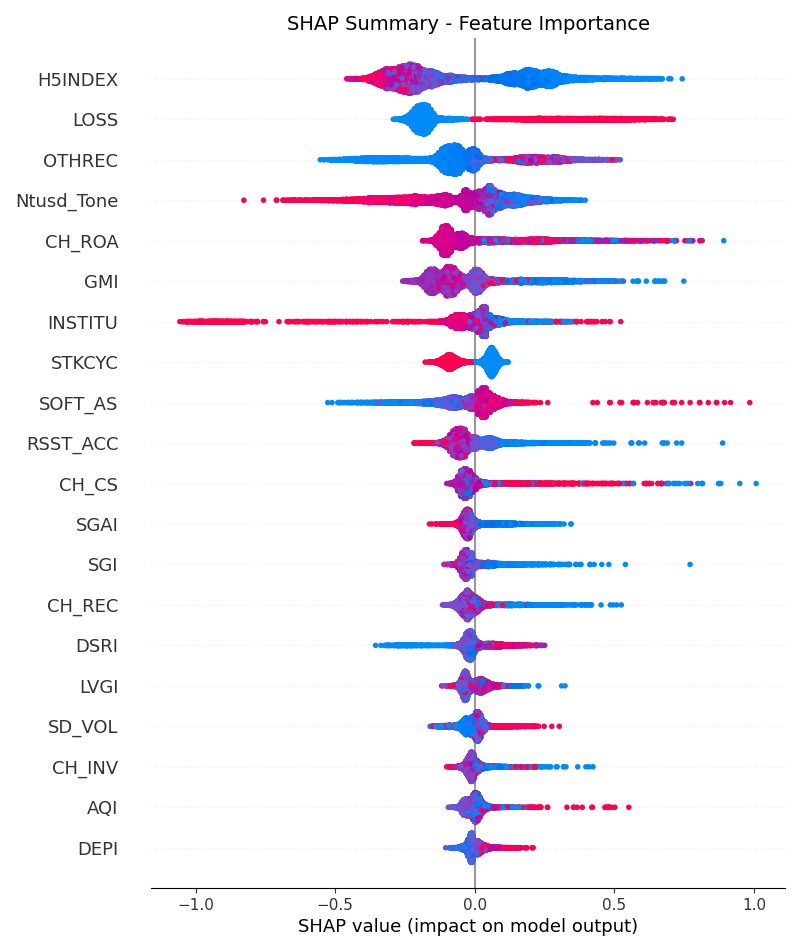 SHAP Summary - Feature Importance
H5INDEX
LOSS
OTHREC
Ntusd_Tone
CH_ROA
GMI
INSTITU
STKCYC
SOFT_AS
RSST_ACC
CH_CS
SGAI
SGI
CH_REC
DSRI
LVGI
SD_VOL
CH_INV
AQI
DEPI
−1.0 −0.5 0.0 0.5 1.0
SHAP value (impact on model output)